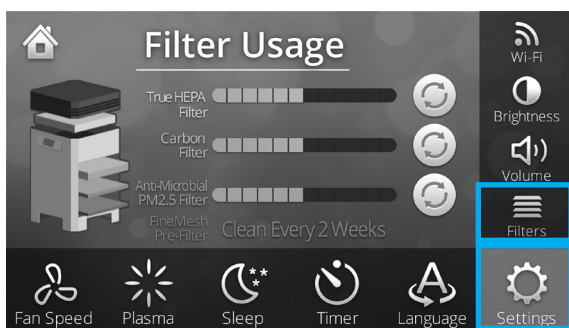 Filter Usage
Wi-Fi
True HEPA
Filter
Brightness
Carbon
Filter
Volume
Anti-Microbial
PM2.5 Filter
FineMesh
Pre-Filter
Clean Every 2 Weeks
Filters
Fan Speed
Plasma
Sleep
Timer
A
Language
Settings